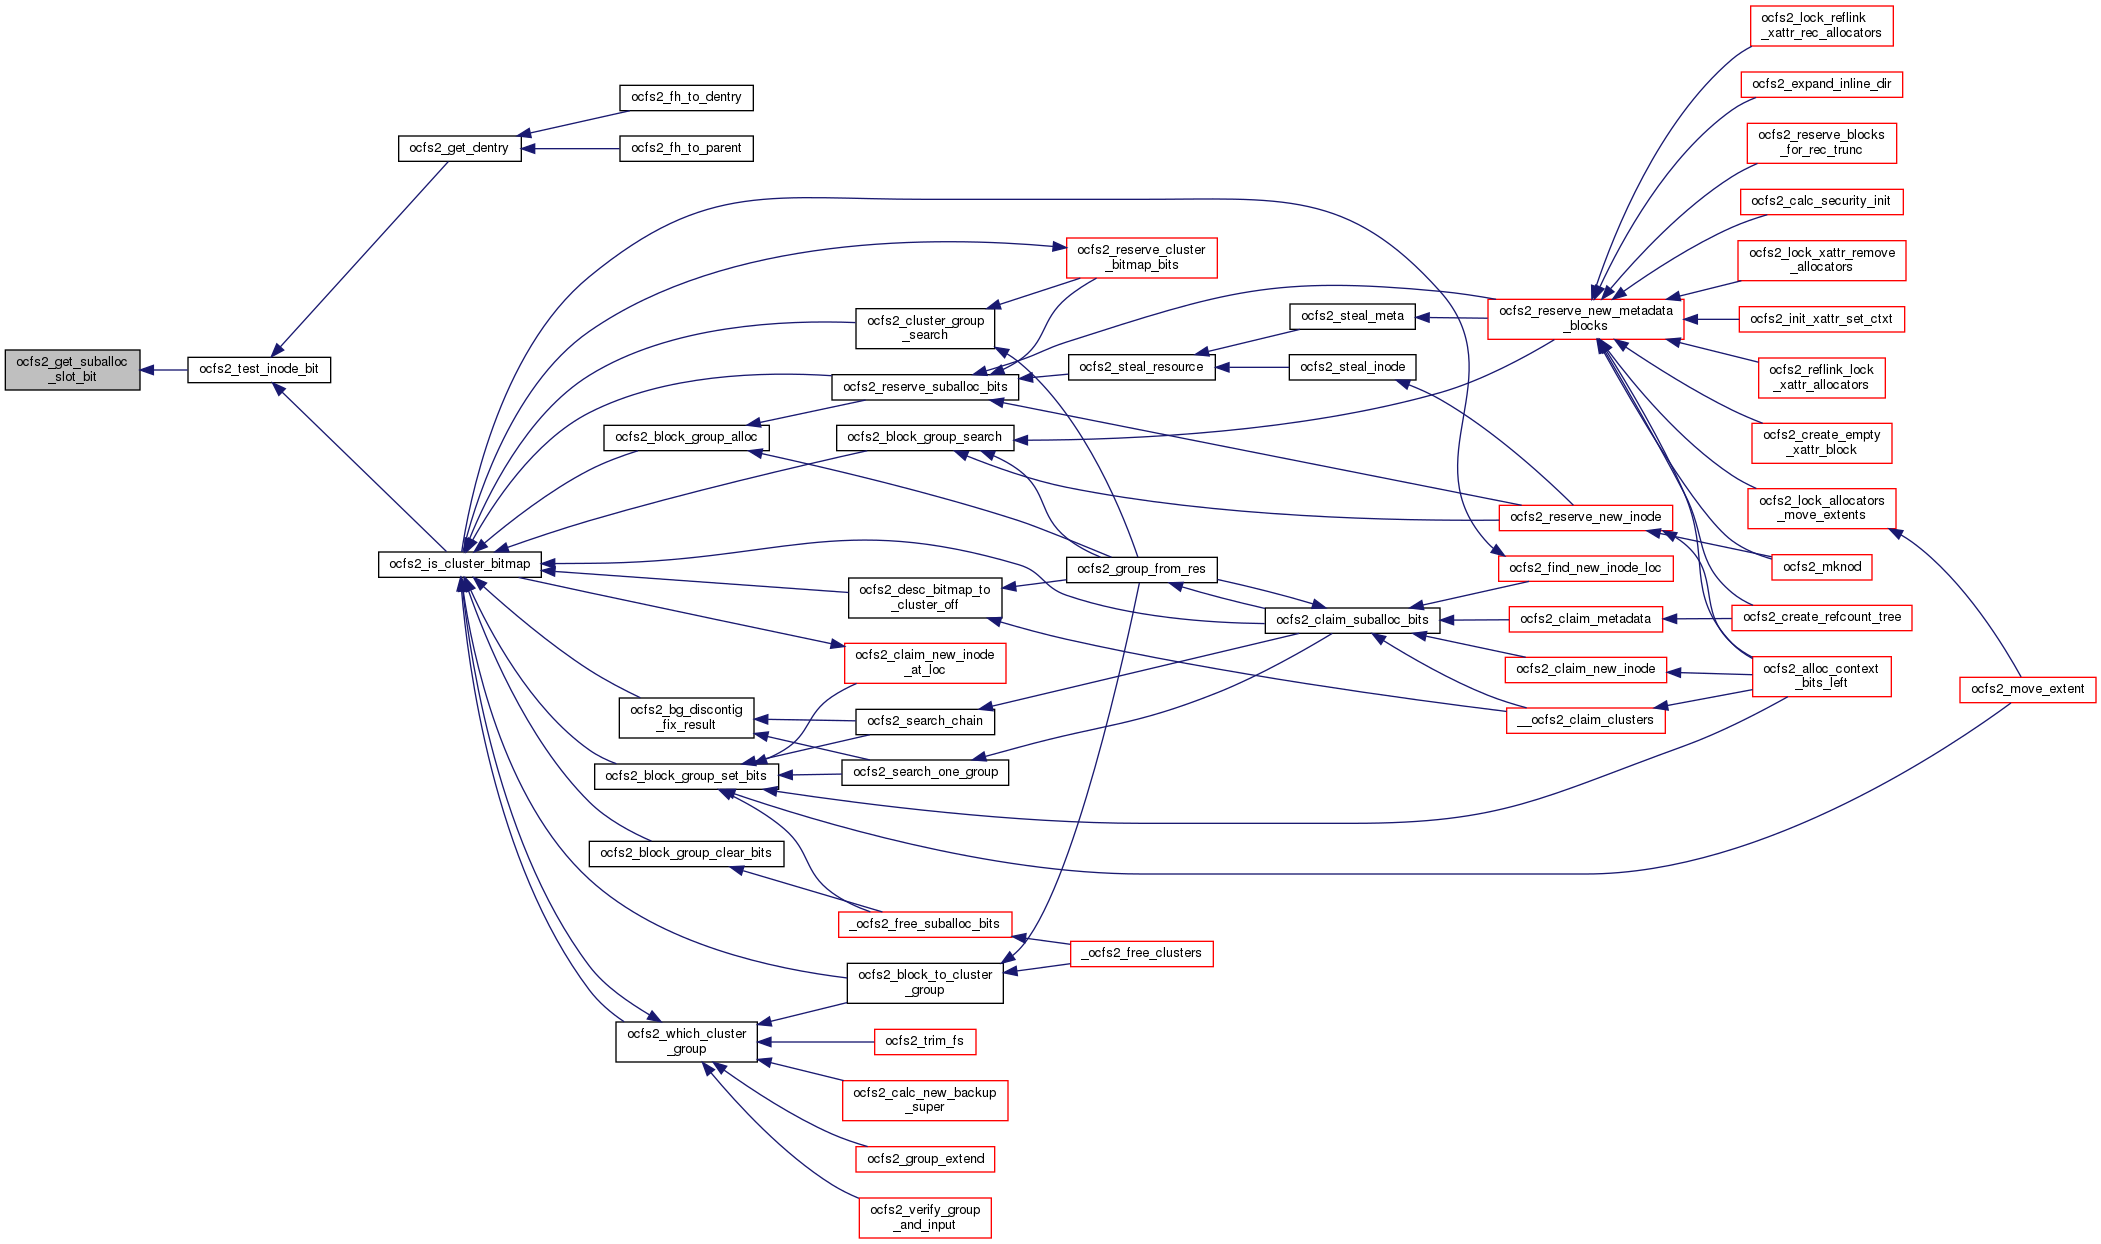 ocfs2_get_suballoc
_slot_bit
ocfs2_test_inode_bit
ocfs2_get_dentry
ocfs2_fh_to_dentry
ocfs2_fh_to_parent
ocfs2_is_cluster_bitmap
ocfs2_block_group_alloc
ocfs2_bg_discontig
_fix_result
ocfs2_block_group_set_bits
ocfs2_block_group_clear_bits
ocfs2_which_cluster
_group
ocfs2_cluster_group
_search
ocfs2_reserve_suballoc_bits
ocfs2_block_group_search
ocfs2_desc_bitmap_to
_cluster_off
ocfs2_claim_new_inode
_at_loc
ocfs2_search_chain
ocfs2_search_one_group
_ocfs2_free_suballoc_bits
ocfs2_block_to_cluster
_group
ocfs2_trim_fs
ocfs2_calc_new_backup
_super
ocfs2_group_extend
ocfs2_verify_group
_and_input
ocfs2_reserve_cluster
_bitmap_bits
ocfs2_steal_resource
ocfs2_group_from_res
_ocfs2_free_clusters
ocfs2_steal_meta
ocfs2_steal_inode
ocfs2_claim_suballoc_bits
ocfs2_reserve_new_metadata
_blocks
ocfs2_reserve_new_inode
ocfs2_find_new_inode_loc
ocfs2_claim_metadata
ocfs2_claim_new_inode
__ocfs2_claim_clusters
ocfs2_lock_reflink
_xattr_rec_allocators
ocfs2_expand_inline_dir
ocfs2_reserve_blocks
_for_rec_trunc
ocfs2_calc_security_init
ocfs2_lock_xattr_remove
_allocators
ocfs2_init_xattr_set_ctxt
ocfs2_reflink_lock
_xattr_allocators
ocfs2_create_empty
_xattr_block
ocfs2_lock_allocators
_move_extents
ocfs2_mknod
ocfs2_create_refcount_tree
ocfs2_alloc_context
_bits_left
ocfs2_move_extent